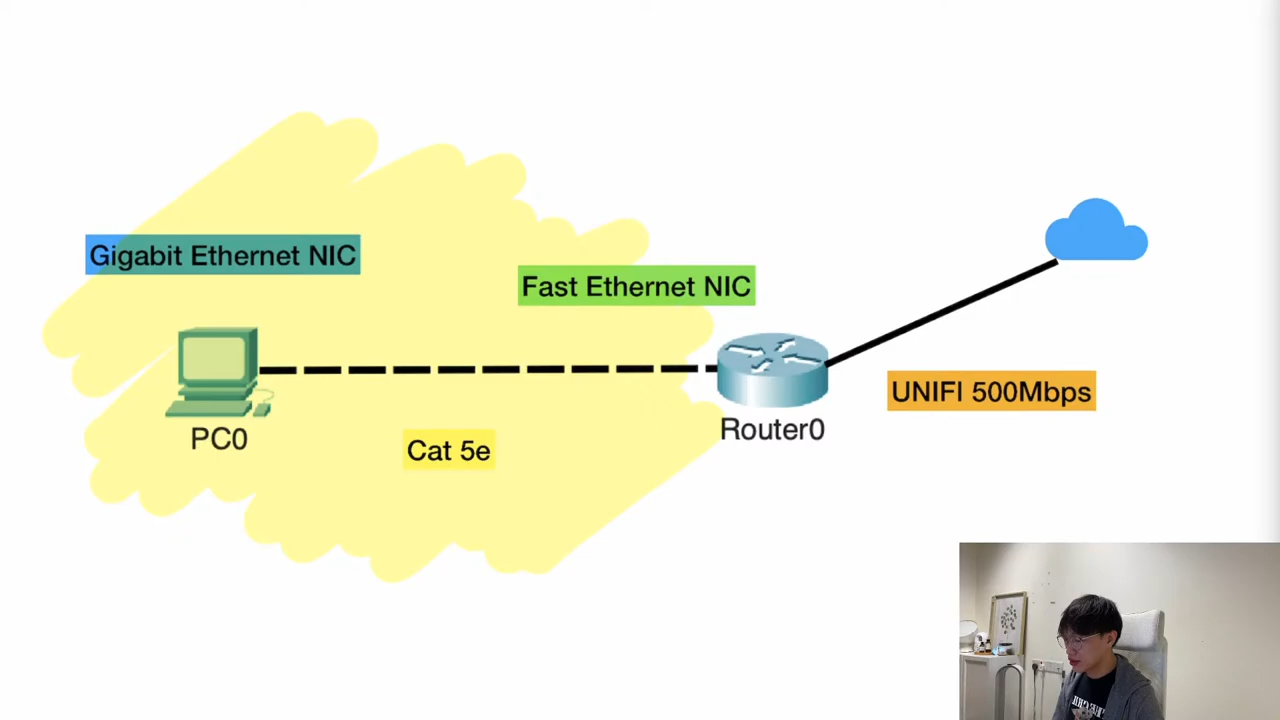 Gigabit Ethernet NIC
Fast Ethernet NIC
UNIFI 500Mbps
Router0
PC0
Cat 5e